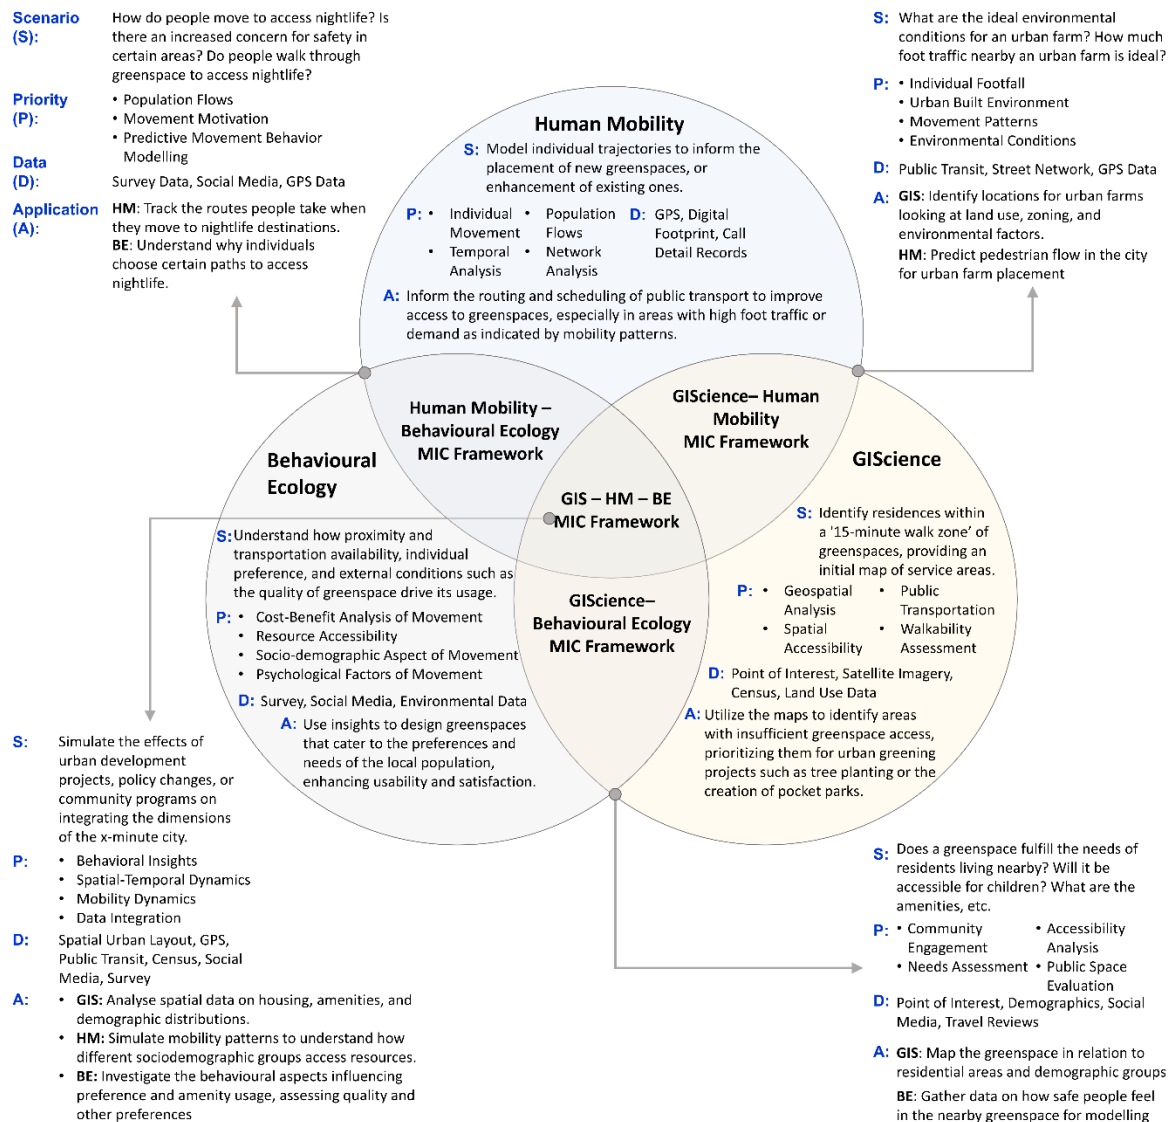 Scenario
(S):
How do people move to access nightlife? Is
there an increased concern for safety in
certain areas? Do people walk through
greenspace to access nightlife?
Priority
(P):
• Population Flows
• Movement Motivation
• Predictive Movement Behavior
Modelling
Data
(D):
Survey Data, Social Media, GPS Data
Application
(A):
HM: Track the routes people take when
they move to nightlife destinations.
BE: Understand why individuals
choose certain paths to access
nightlife.
S: What are the ideal environmental
conditions for an urban farm? How much
foot traffic nearby an urban farm is ideal?
P: • Individual Footfall
• Urban Built Environment
• Movement Patterns
• Environmental Conditions
D: Public Transit, Street Network, GPS Data
A: GIS: Identify locations for urban farms
looking at land use, zoning, and
environmental factors.
HM: Predict pedestrian flow in the city
for urban farm placement
Human Mobility
S: Model individual trajectories to inform the
placement of new greenspaces, or
enhancement of existing ones.
P: • Individual
Movement
• Temporal
Analysis
• Population
Flows
• Network
Analysis
D: GPS, Digital
Footprint, Call
Detail Records
A: Inform the routing and scheduling of public transport to improve
access to greenspaces, especially in areas with high foot traffic or
demand as indicated by mobility patterns.
Human Mobility –
Behavioural Ecology
MIC Framework
GIScience– Human
Mobility
MIC Framework
GIS – HM – BE
MIC Framework
GIScience–
Behavioural Ecology
MIC Framework
Behavioural
Ecology
S: Understand how proximity and
transportation availability, individual
preference, and external conditions such as
the quality of greenspace drive its usage.
P: • Cost-Benefit Analysis of Movement
• Resource Accessibility
• Socio-demographic Aspect of Movement
• Psychological Factors of Movement
D: Survey, Social Media, Environmental Data
A: Use insights to design greenspaces
that cater to the preferences and
needs of the local population,
enhancing usability and satisfaction.
GIScience
S: Identify residences within
a '15-minute walk zone' of
greenspaces, providing an
initial map of service areas.
P: • Geospatial
Analysis
• Spatial
Accessibility
• Public
Transportation
• Walkability
Assessment
D: Point of Interest, Satellite Imagery,
Census, Land Use Data
A: Utilize the maps to identify areas
with insufficient greenspace access,
prioritizing them for urban greening
projects such as tree planting or the
creation of pocket parks.
S: Simulate the effects of
urban development
projects, policy changes, or
community programs on
integrating the dimensions
of the x-minute city.
P: • Behavioral Insights
• Spatial-Temporal Dynamics
• Mobility Dynamics
• Data Integration
D: Spatial Urban Layout, GPS,
Public Transit, Census, Social
Media, Survey
A: • GIS: Analyse spatial data on housing, amenities, and
demographic distributions.
• HM: Simulate mobility patterns to understand how
different sociodemographic groups access resources.
• BE: Investigate the behavioural aspects influencing
preference and amenity usage, assessing quality and
other preferences
S: Does a greenspace fulfill the needs of
residents living nearby? Will it be
accessible for children? What are the
amenities, etc.
P: • Community
Engagement
• Needs Assessment
• Accessibility
Analysis
• Public Space
Evaluation
D: Point of Interest, Demographics, Social
Media, Travel Reviews
A: GIS: Map the greenspace in relation to
residential areas and demographic groups
BE: Gather data on how safe people feel
in the nearby greenspace for modelling